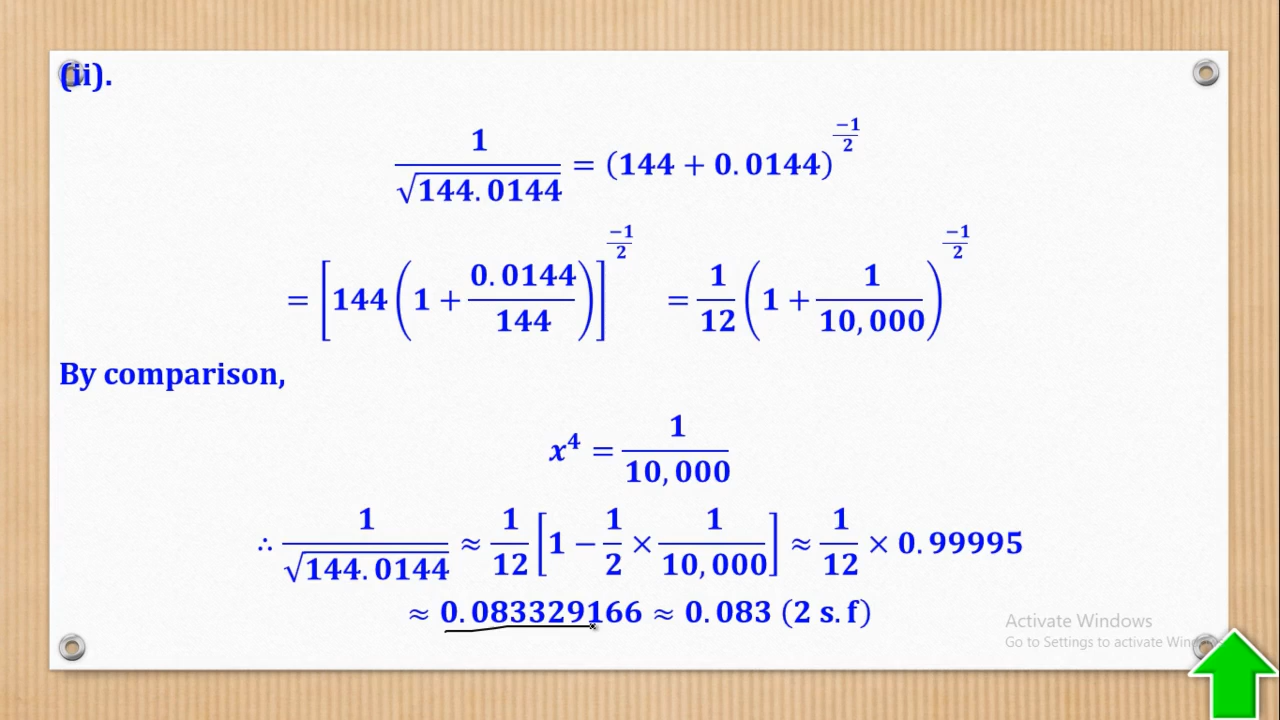 (ii).
1/√144.0144 = (144 + 0.0144)^(−1/2)
= [144(1 + 0.0144/144)]^(−1/2) = 1/12 (1 + 1/10,000)^(−1/2)
By comparison,
x⁴ = 1/10,000
∴ 1/√144.0144 ≈ 1/12 [1 − 1/2 × 1/10,000] ≈ 1/12 × 0.99995
≈ 0.083329166 ≈ 0.083 (2 s.f)
Activate Windows
Go to Settings to activate Windows